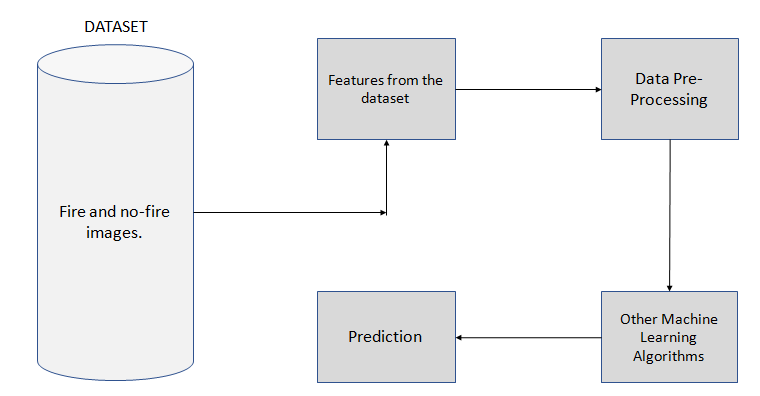 DATASET
Fire and no-fire
images.
Features from the
dataset
Data Pre-
Processing
Other Machine
Learning
Algorithms
Prediction